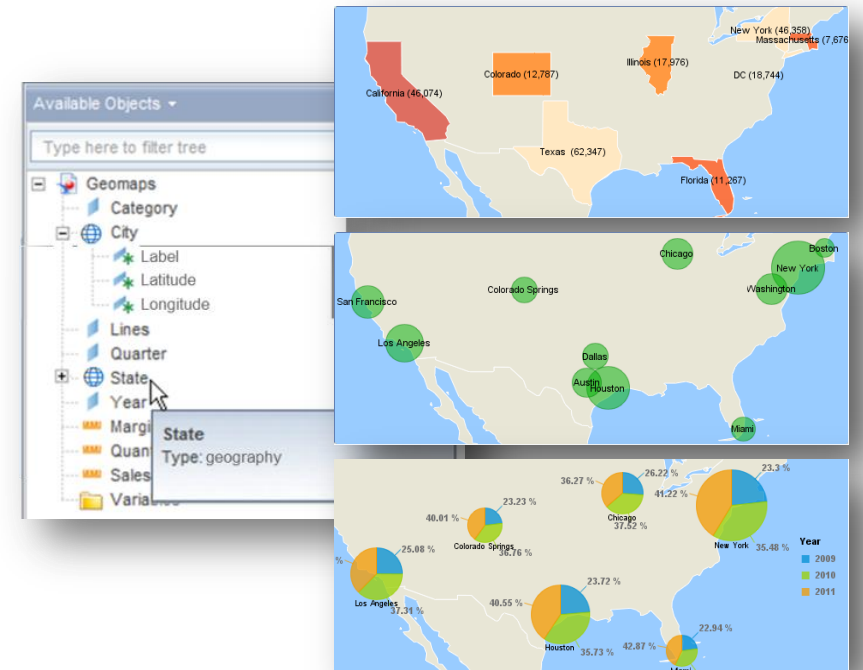 Available Objects
Type here to filter tree
Geomaps
Category
City
Label
Latitude
Longitude
Lines
Quarter
State
Year
Margi
Quan
Sales
State
Type: geography
New York (46,358)
Massachusetts (7,676
Illinois (17,976)
Colorado (12,787)
DC (18,744)
California (46,074)
Texas (62,347)
Florida (11,267)
Boston
Chicago
New York
Colorado Springs
Washington
San Francisco
Los Angeles
Dallas
Austin
Houston
Miami
23.3 %
26.22 %
36.27 %
41.22 %
23.23 %
40.01 %
Chicago
37.52 %
Colorado Springs
36.76 %
New York
35.48 %
Year
2009
2010
2011
25.08 %
%
Los Angeles
37.31 %
23.72 %
40.55 %
Houston
35.73 %
22.94 %
42.87 %